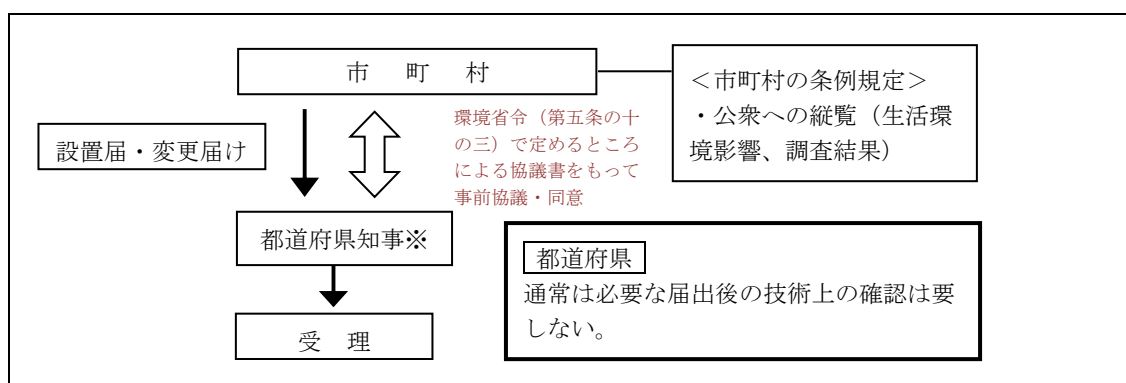 市　町　村
＜市町村の条例規定＞
・公衆への縦覧（生活環
境影響、調査結果）
環境省令（第五条の十
の三）で定めるところ
による協議書をもって
事前協議・同意
設置届・変更届け
都道府県知事※
都道府県
通常は必要な届出後の技術上の確認は要
しない。
受　理